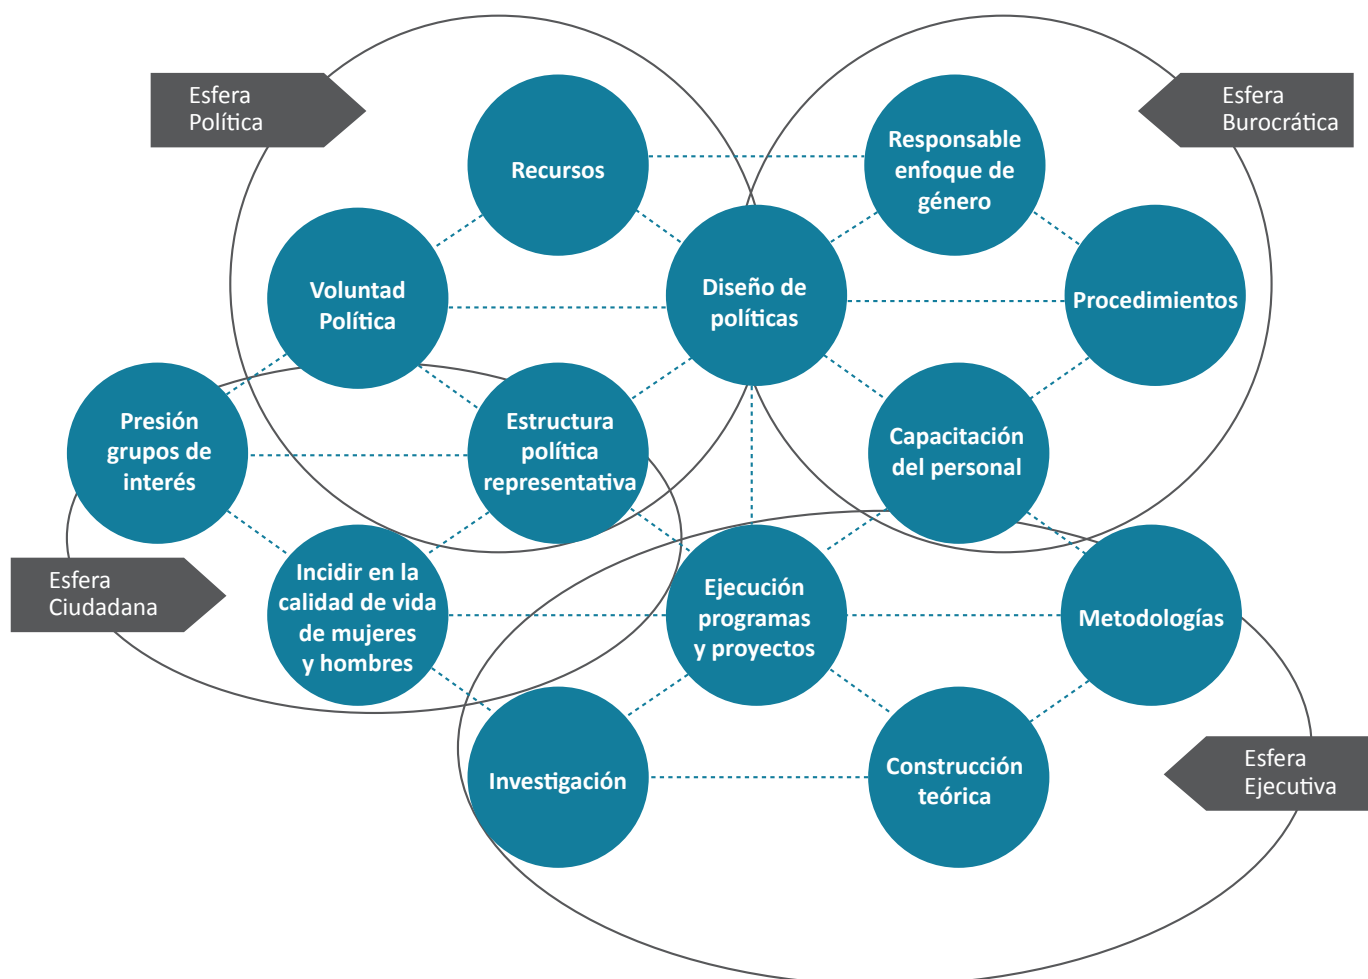 Esfera
Política
Esfera
Burocrática
Recursos
Responsable
enfoque de
género
Voluntad
Política
Diseño de
políticas
Procedimientos
Presión
grupos de
interés
Estructura
política
representativa
Capacitación
del personal
Esfera
Ciudadana
Incidir en la
calidad de vida
de mujeres
y hombres
Ejecución
programas
y proyectos
Metodologías
Investigación
Construcción
teórica
Esfera
Ejecutiva